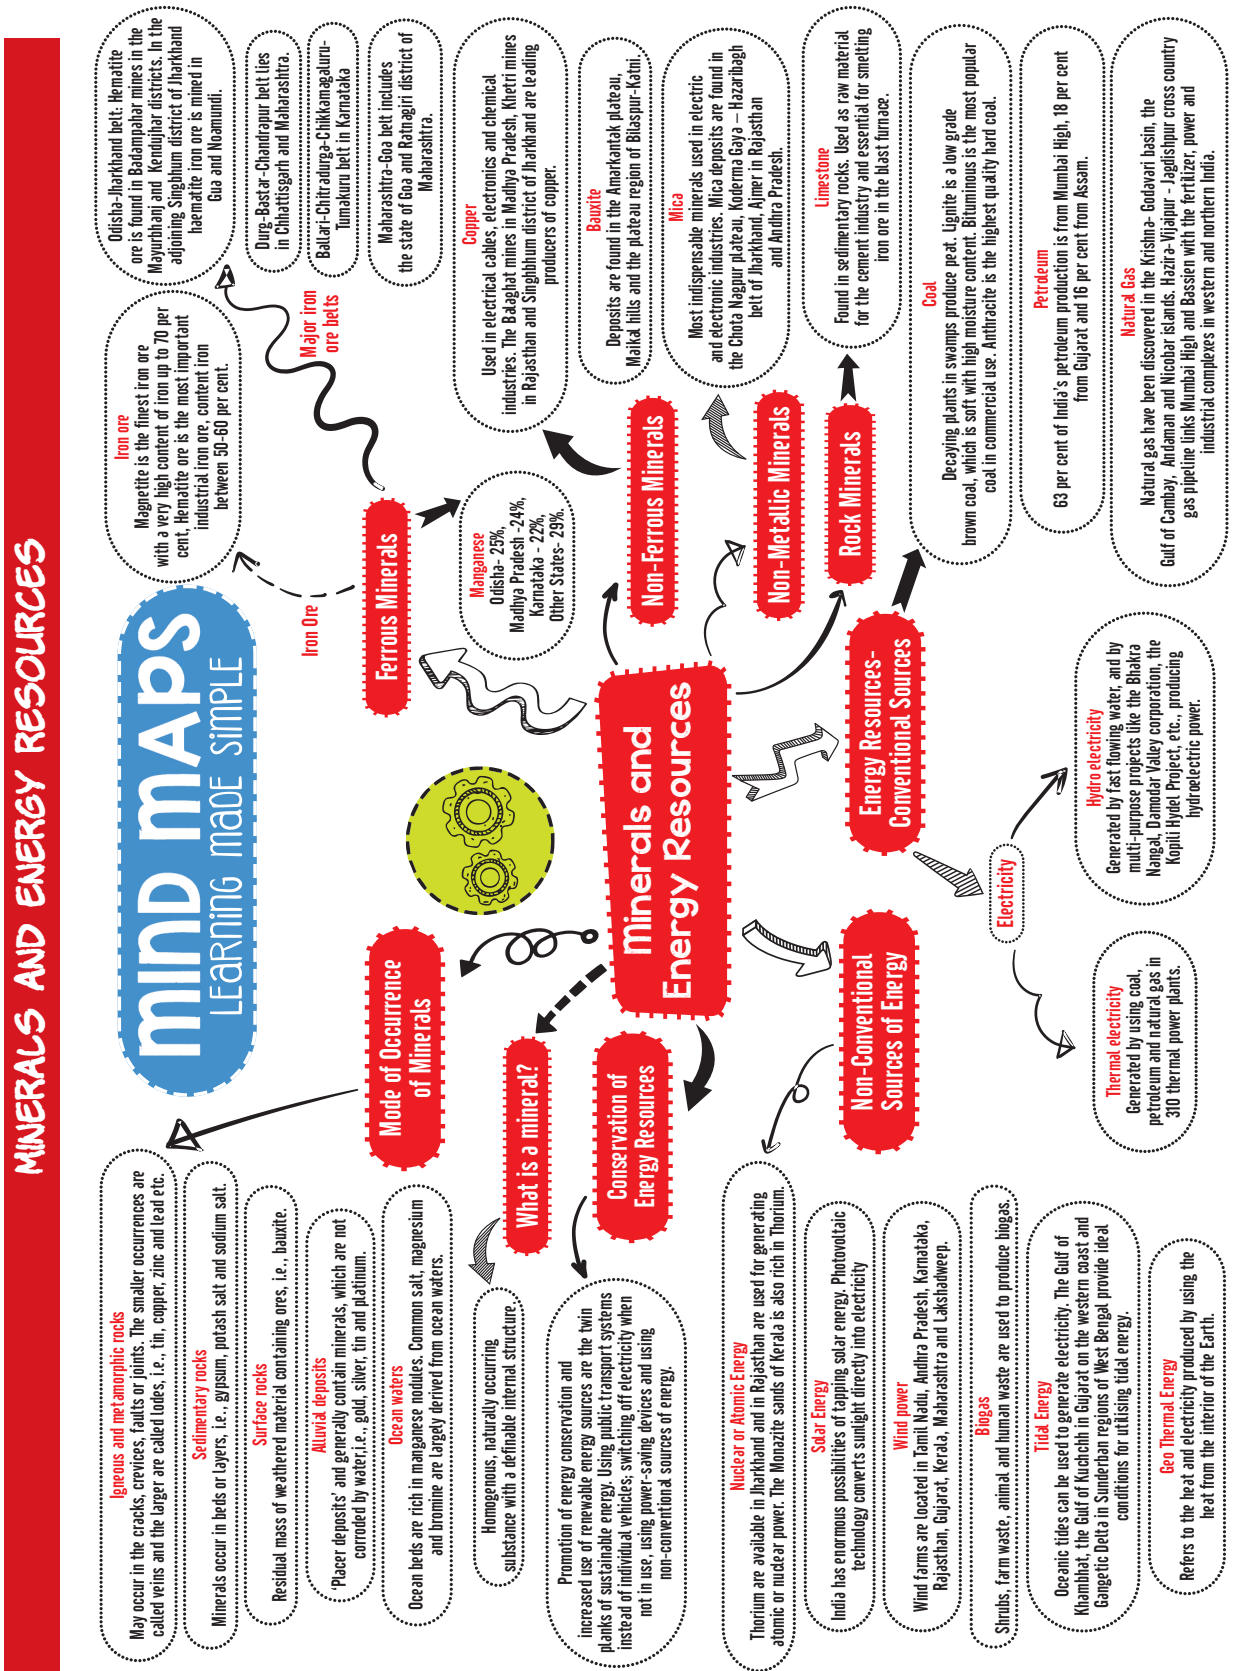 MINERALS AND ENERGY RESOURCES
MIND MAPS
LEARNING MADE SIMPLE
Minerals and
Energy Resources
Mode of Occurrence
of Minerals
Igneous and metamorphic rocks
May occur in the cracks, crevices, faults or joints. The smaller occurrences are
called veins and the larger are called lodes, i.e., tin, copper, zinc and lead etc.
Sedimentary rocks
Minerals occur in beds or layers, i.e., gypsum, potash salt and sodium salt.
Surface rocks
Residual mass of weathered material containing ores, i.e., bauxite.
Alluvial deposits
'Placer deposits' and generally contain minerals, which are not
corroded by water,i.e., gold, silver, tin and platinum.
Ocean waters
Ocean beds are rich in manganese nodules. Common salt, magnesium
and bromine are largely derived from ocean waters.
What is a mineral?
Homogenous, naturally occurring
substance with a definable internal structure.
Conservation of
Energy Resources
Promotion of energy conservation and
increased use of renewable energy sources are the twin
planks of sustainable energy. Using public transport systems
instead of individual vehicles; switching off electricity when
not in use, using power-saving devices and using
non-conventional sources of energy.
Non-Conventional
Sources of Energy
Nuclear or Atomic Energy
Thorium are available in Jharkhand and in Rajasthan are used for generating
atomic or nuclear power. The Monazite sands of Kerala is also rich in Thorium.
Solar Energy
India has enormous possibilities of tapping solar energy. Photovoltaic
technology converts sunlight directly into electricity
Wind power
Wind farms are located in Tamil Nadu, Andhra Pradesh, Karnataka,
Rajasthan, Gujarat, Kerala, Maharashtra and Lakshadweep.
Biogas
Shrubs, farm waste, animal and human waste are used to produce biogas.
Tidal Energy
Oceanic tides can be used to generate electricity. The Gulf of
Khambhat, the Gulf of Kuchchh in Gujarat on the western coast and
Gangetic Delta in Sunderban regions of West Bengal provide ideal
conditions for utilising tidal energy.
Geo Thermal Energy
Refers to the heat and electricity produced by using the
heat from the interior of the Earth.
Ferrous Minerals
Iron Ore
Iron ore
Magnetite is the finest iron ore
with a very high content of iron up to 70 per
cent. Hematite ore is the most important
industrial iron ore, content iron
between 50-60 per cent.
Major iron
ore belts
Odisha-Jharkhand belt: Hematite
ore is found in Badampahar mines in the
Mayurbhanj and Kendujhar districts. In the
adjoining Singbhum district of Jharkhand
haematite iron ore is mined in
Gua and Noamundi.
Durg-Bastar-Chandrapur belt lies
in Chhattisgarh and Maharashtra.
Ballari-Chitradurga-Chikkamagaluru-
Tumakuru belt in Karnataka
Maharashtra-Goa belt includes
the state of Goa and Ratnagiri district of
Maharashtra.
Manganese
Odisha- 25%,
Madhya Pradesh -24%,
Karnataka - 22%,
Other States- 29%.
Non-Ferrous Minerals
Copper
Used in electrical cables, electronics and chemical
industries. The Balaghat mines in Madhya Pradesh, Khetri mines
in Rajasthan and Singhbhum district of Jharkhand are leading
producers of copper.
Bauxite
Deposits are found in the Amarkantak plateau,
Maikal hills and the plateau region of Bilaspur-Katni.
Non-Metallic Minerals
Mica
Most indispensable minerals used in electric
and electronic industries. Mica deposits are found in
the Chota Nagpur plateau, Koderma Gaya – Hazaribagh
belt of Jharkhand, Ajmer in Rajasthan
and Andhra Pradesh.
Rock Minerals
Limestone
Found in sedimentary rocks. Used as raw material
for the cement industry and essential for smelting
iron ore in the blast furnace.
Energy Resources-
Conventional Sources
Coal
Decaying plants in swamps produce peat. Lignite is a low grade
brown coal, which is soft with high moisture content. Bituminous is the most popular
coal in commercial use. Anthracite is the highest quality hard coal.
Petroleum
63 per cent of India's petroleum production is from Mumbai High, 18 per cent
from Gujarat and 16 per cent from Assam.
Natural Gas
Natural gas have been discovered in the Krishna- Godavari basin, the
Gulf of Cambay, Andaman and Nicobar islands. Hazira-Vijaipur – Jagdishpur cross country
gas pipeline links Mumbai High and Bassien with the fertilizer, power and
industrial complexes in western and northern India.
Electricity
Hydro electricity
Generated by fast flowing water, and by
multi-purpose projects like the Bhakra
Nangal, Damodar Valley corporation, the
Kopili Hydel Project, etc., producing
hydroelectric power.
Thermal electricity
Generated by using coal,
petroleum and natural gas in
310 thermal power plants.